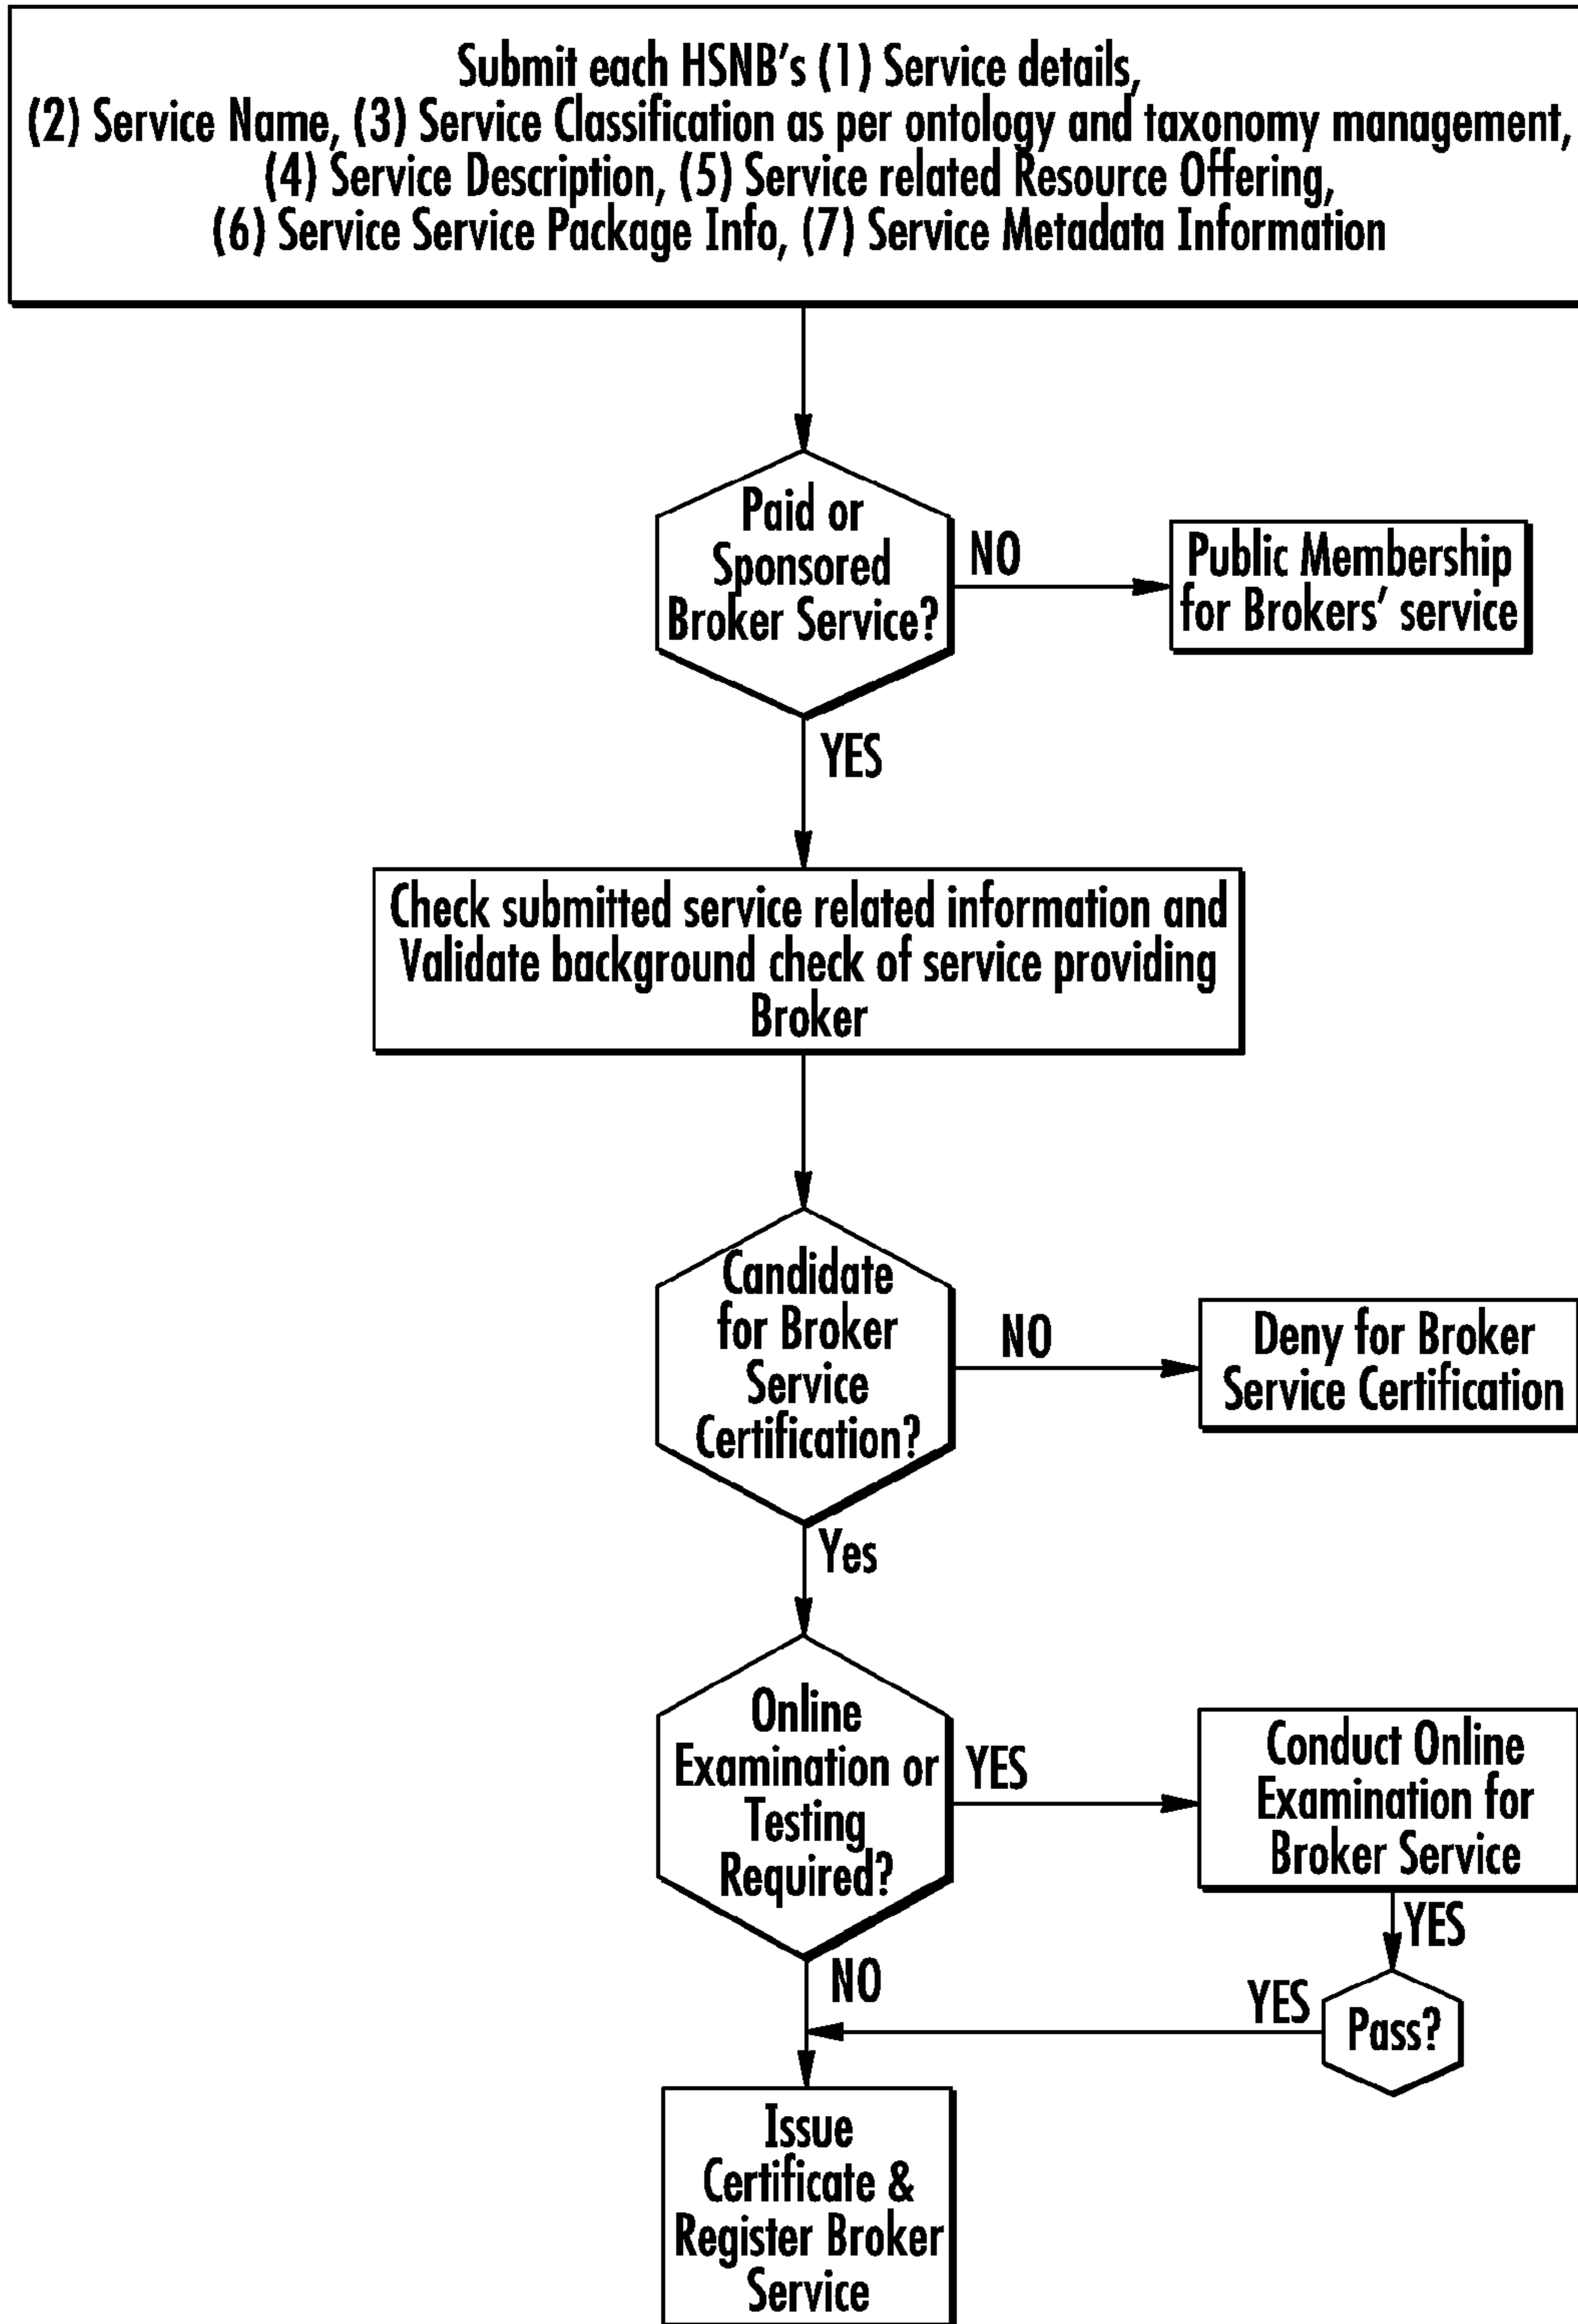 Submit each HSNB's (1) Service details,
(2) Service Name, (3) Service Classification as per ontology and taxonomy management,
(4) Service Description, (5) Service related Resource Offering,
(6) Service Service Package Info, (7) Service Metadata Information
Paid or
Sponsored
Broker Service?
NO
Public Membership
for Brokers' service
YES
Check submitted service related information and
Validate background check of service providing
Broker
Candidate
for Broker
Service
Certification?
NO
Deny for Broker
Service Certification
Yes
Online
Examination or
Testing
Required?
YES
Conduct Online
Examination for
Broker Service
YES
NO
YES
Pass?
Issue
Certificate &
Register Broker
Service